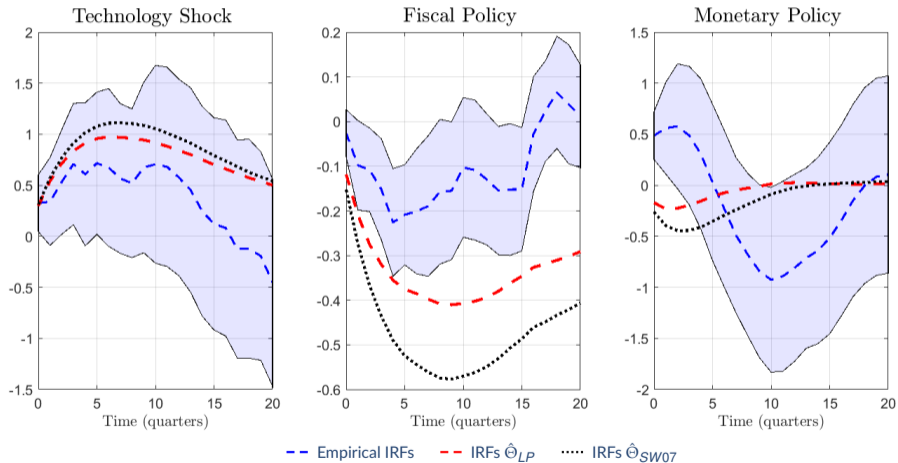 Technology Shock
2
1.5
1
0.5
0
-0.5
-1
-1.5
0 5 10 15 20
Time (quarters)
Fiscal Policy
0.2
0.1
0
-0.1
-0.2
-0.3
-0.4
-0.5
-0.6
0 5 10 15 20
Time (quarters)
Monetary Policy
1.5
1
0.5
0
-0.5
-1
-1.5
-2
0 5 10 15 20
Time (quarters)
Empirical IRFs IRFs Θ̂_LP IRFs Θ̂_SW07